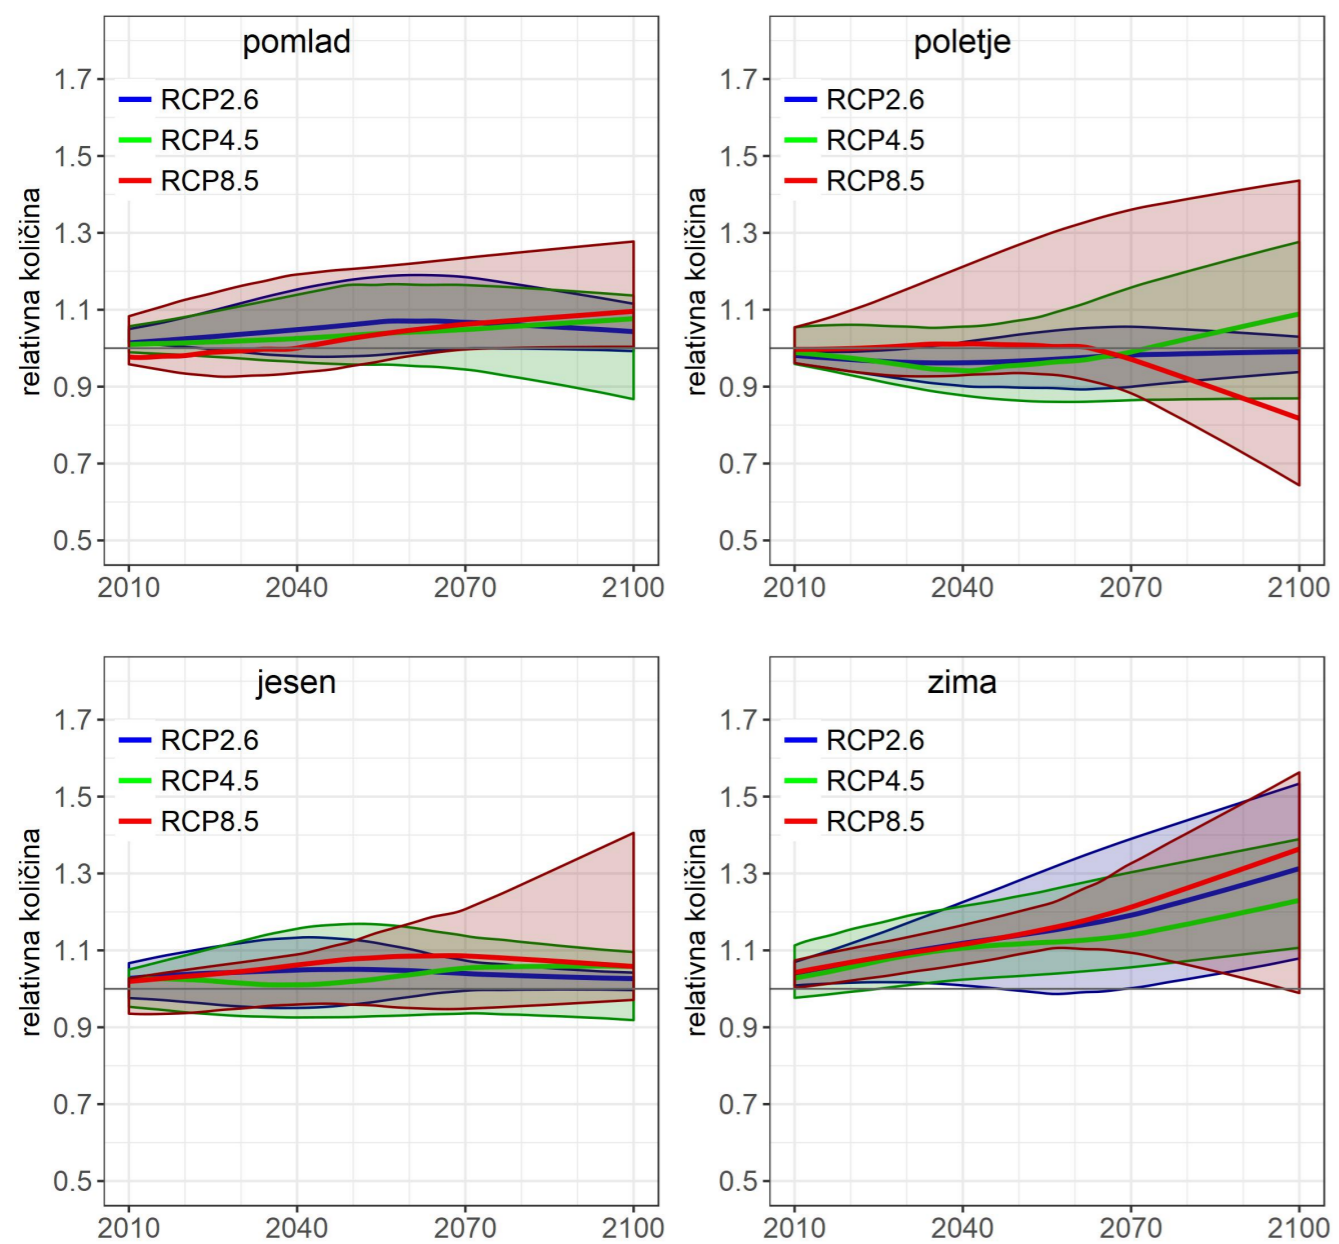 pomlad
relativna količina
1.7
1.5
1.3
1.1
0.9
0.7
0.5
RCP2.6
RCP4.5
RCP8.5
2010 2040 2070 2100
poletje
relativna količina
1.7
1.5
1.3
1.1
0.9
0.7
0.5
RCP2.6
RCP4.5
RCP8.5
2010 2040 2070 2100
jesen
relativna količina
1.7
1.5
1.3
1.1
0.9
0.7
0.5
RCP2.6
RCP4.5
RCP8.5
2010 2040 2070 2100
zima
relativna količina
1.7
1.5
1.3
1.1
0.9
0.7
0.5
RCP2.6
RCP4.5
RCP8.5
2010 2040 2070 2100